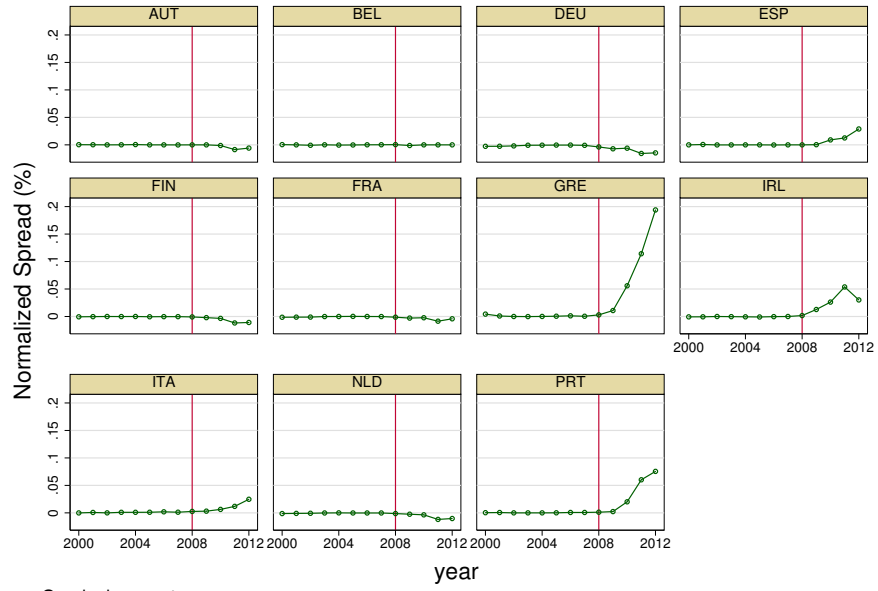 AUT BEL DEU ESP
.2
.15
.1
.05
0
FIN FRA GRE IRL
.2
.15
.1
.05
0
2000 2004 2008 2012
ITA NLD PRT
.2
.15
.1
.05
0
2000 2004 2008 2012 2000 2004 2008 2012 2000 2004 2008 2012
Normalized Spread (%)
year